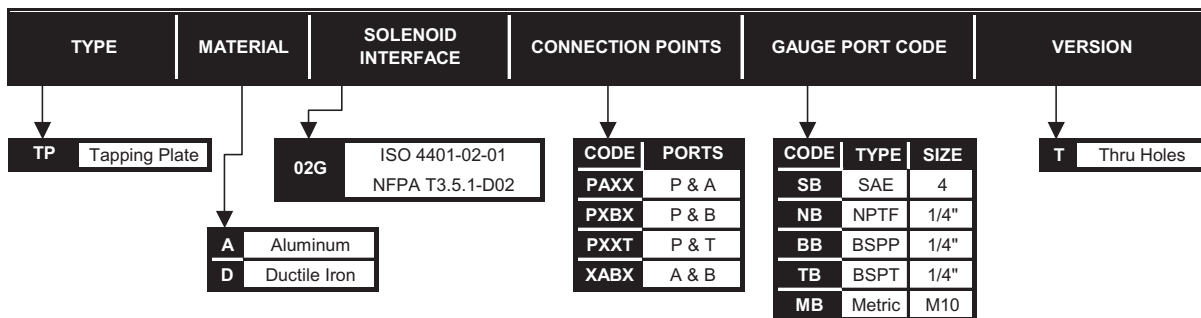 TYPE MATERIAL SOLENOID INTERFACE CONNECTION POINTS GAUGE PORT CODE VERSION
TP Tapping Plate
A Aluminum
D Ductile Iron
02G ISO 4401-02-01
NFPA T3.5.1-D02
CODE PORTS
PAXX P & A
PXBX P & B
PXXT P & T
XABX A & B
CODE TYPE SIZE
SB SAE 4
NB NPTF 1/4"
BB BSPP 1/4"
TB BSPT 1/4"
MB Metric M10
T Thru Holes